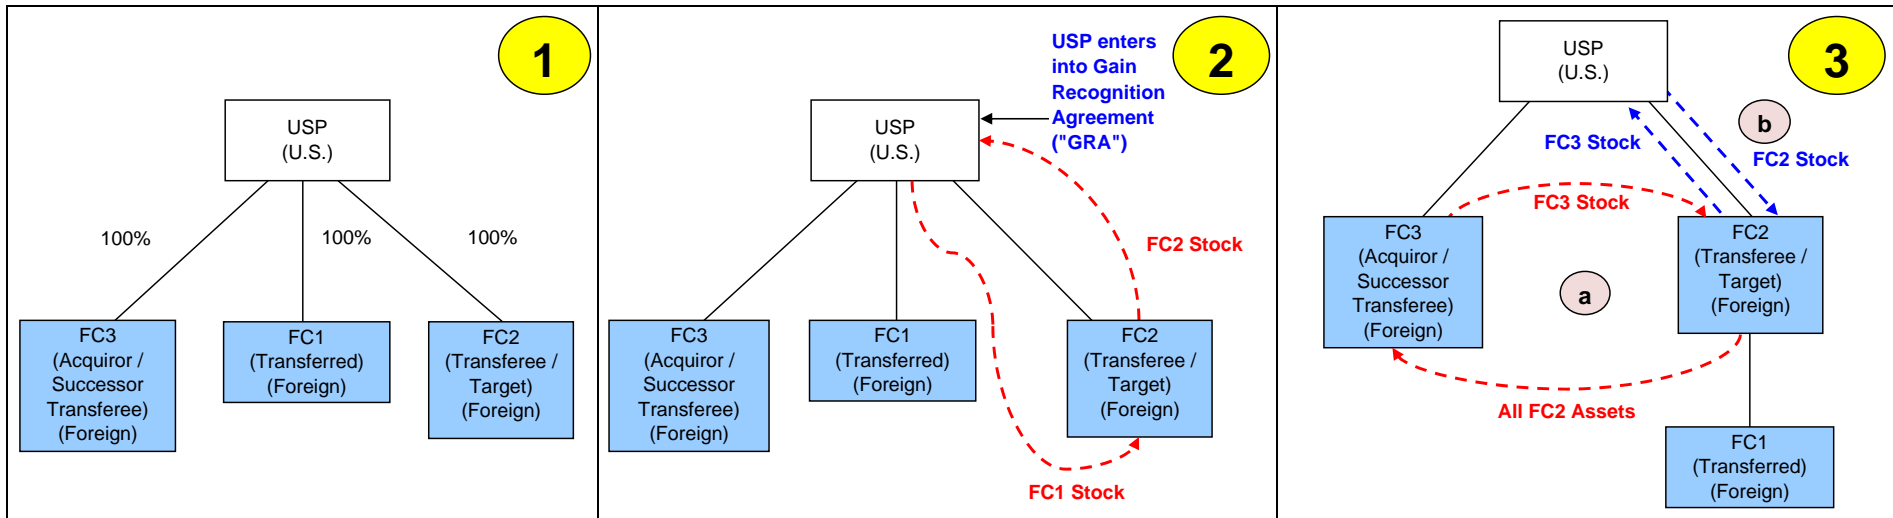 1
USP
(U.S.)
100%
100%
100%
FC3
(Acquiror /
Successor
Transferee)
(Foreign)
FC1
(Transferred)
(Foreign)
FC2
(Transferee /
Target)
(Foreign)
2
USP enters
into Gain
Recognition
Agreement
("GRA")
USP
(U.S.)
FC2 Stock
FC3
(Acquiror /
Successor
Transferee)
(Foreign)
FC1
(Transferred)
(Foreign)
FC2
(Transferee /
Target)
(Foreign)
FC1 Stock
3
USP
(U.S.)
b
FC3 Stock
FC2 Stock
FC3 Stock
FC3
(Acquiror /
Successor
Transferee)
(Foreign)
a
FC2
(Transferee /
Target)
(Foreign)
All FC2 Assets
FC1
(Transferred)
(Foreign)